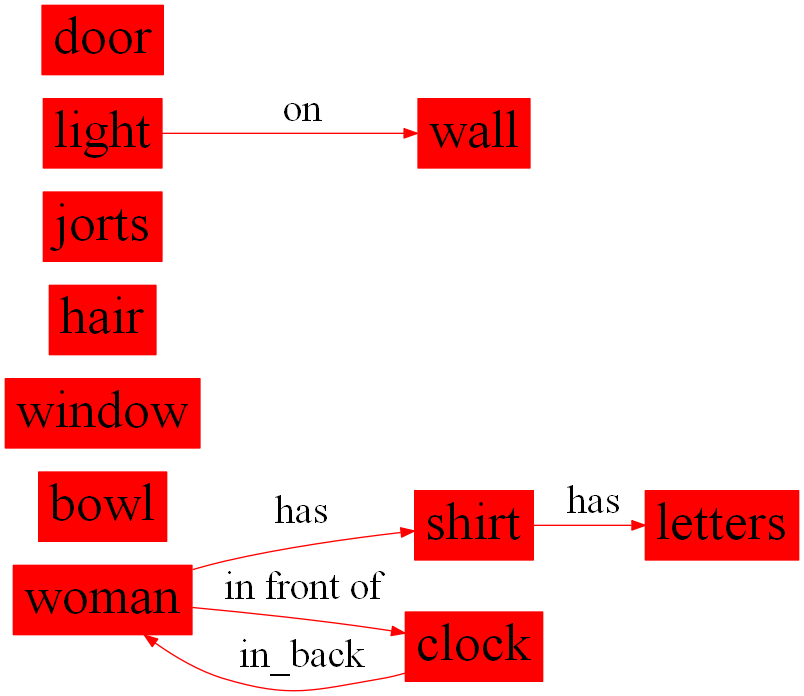 door
light
on
wall
jorts
hair
window
bowl
woman
has
shirt
has
letters
in front of
clock
in_back